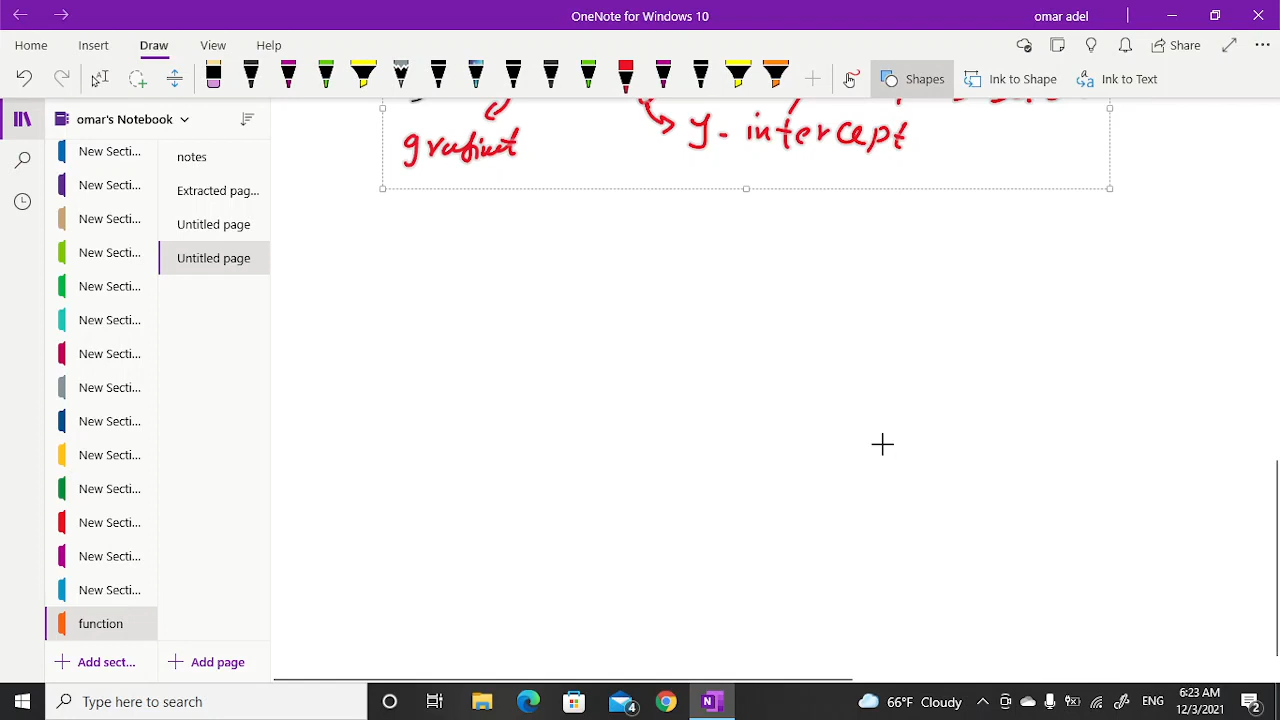 OneNote for Windows 10
omar adel
Home Insert Draw View Help
Share
Shapes
Ink to Shape
Ink to Text
omar's Notebook
New Secti...
New Secti...
New Secti...
New Secti...
New Secti...
New Secti...
New Secti...
New Secti...
New Secti...
New Secti...
New Secti...
New Secti...
New Secti...
New Secti...
function
Add sect...
notes
Extracted pag...
Untitled page
Untitled page
Add page
y - intercept
Type here to search
4
66°F Cloudy
ENG
6:23 AM
12/3/2021
2